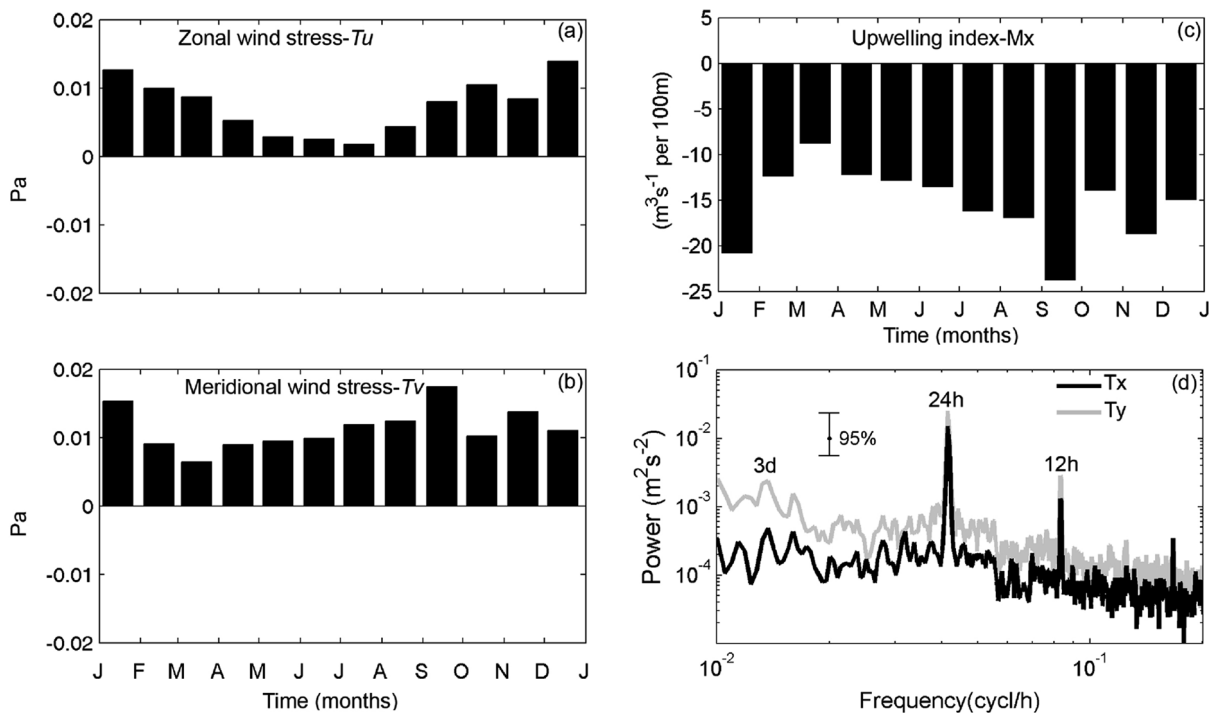 Zonal wind stress-Tu
(a)
0.02
0.01
0
-0.01
-0.02
Pa
Meridional wind stress-Tv
(b)
0.02
0.01
0
-0.01
-0.02
Pa
J F M A M J J A S O N D J
Time (months)
Upwelling index-Mx
(c)
5
0
-5
-10
-15
-20
-25
(m³s⁻¹ per 100m)
J F M A M J J A S O N D J
Time (months)
(d)
Tx
Ty
24h
95%
3d
12h
10⁻¹
10⁻²
10⁻³
10⁻⁴
Power (m²s⁻²)
10⁻² 10⁻¹
Frequency(cycl/h)